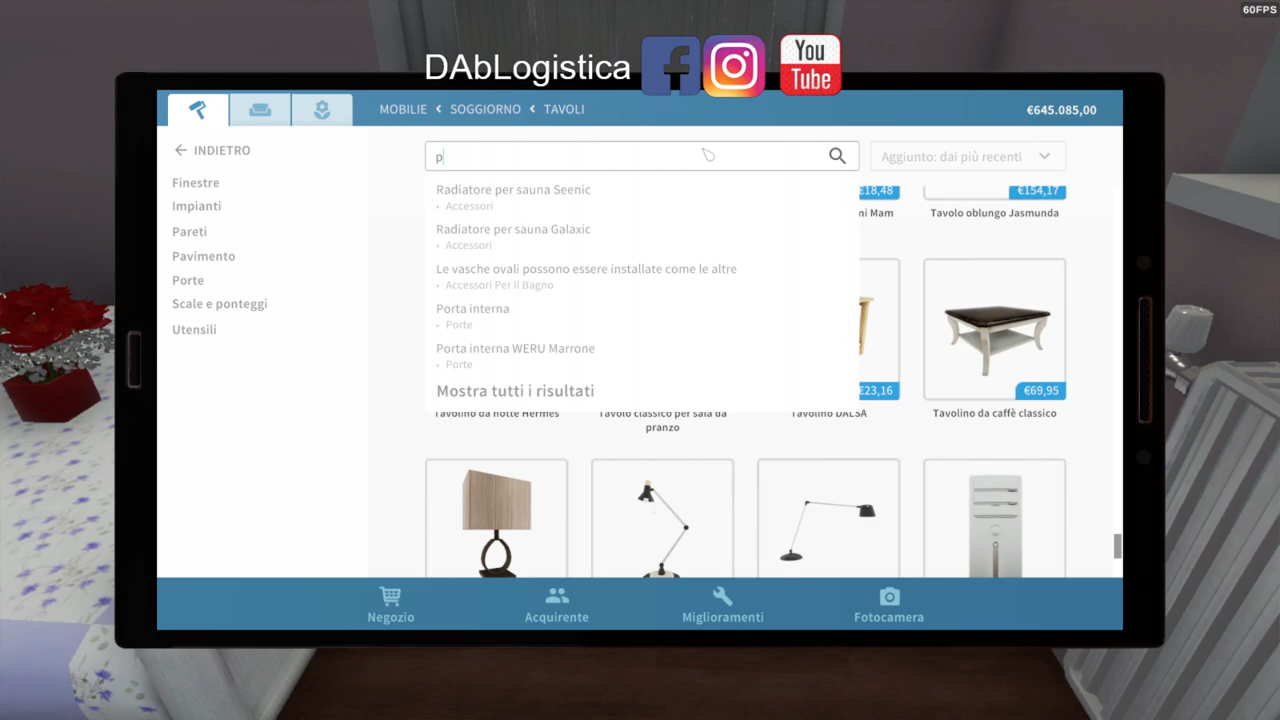 60FPS
DAbLogistica
You
Tube
MOBILIE < SOGGIORNO < TAVOLI
€645.085,00
INDIETRO
p
Aggiunto: dai più recenti
Finestre
Impianti
Pareti
Pavimento
Porte
Scale e ponteggi
Utensili
Radiatore per sauna Seenic
• Accessori
Radiatore per sauna Galaxic
• Accessori
Le vasche ovali possono essere installate come le altre
• Accessori Per Il Bagno
Porta interna
• Porte
Porta interna WERU Marrone
• Porte
Mostra tutti i risultati
€18,48
€154,17
ni Mam
Tavolo oblungo Jasmunda
€23,16
€69,95
Tavolino da notte Hermes
Tavolo classico per sala da
pranzo
Tavolino DALSA
Tavolino da caffè classico
Negozio
Acquirente
Miglioramenti
Fotocamera